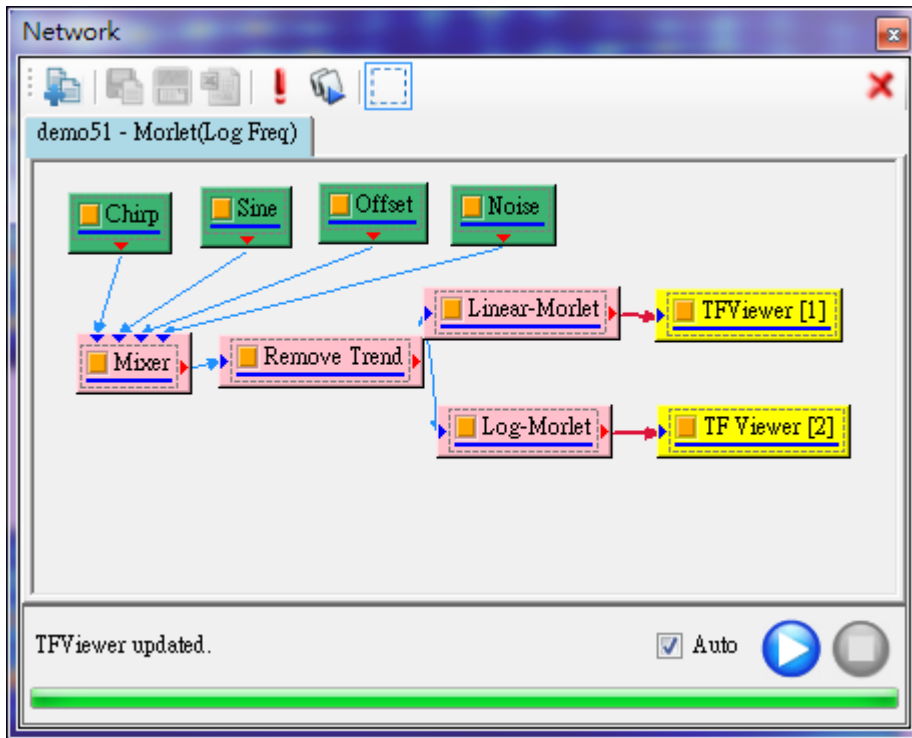 Network
demo51 - Morlet(Log Freq)
Chirp
Sine
Offset
Noise
Linear-Morlet
TFViewer [1]
Mixer
Remove Trend
Log-Morlet
TF Viewer [2]
TFViewer updated.
Auto